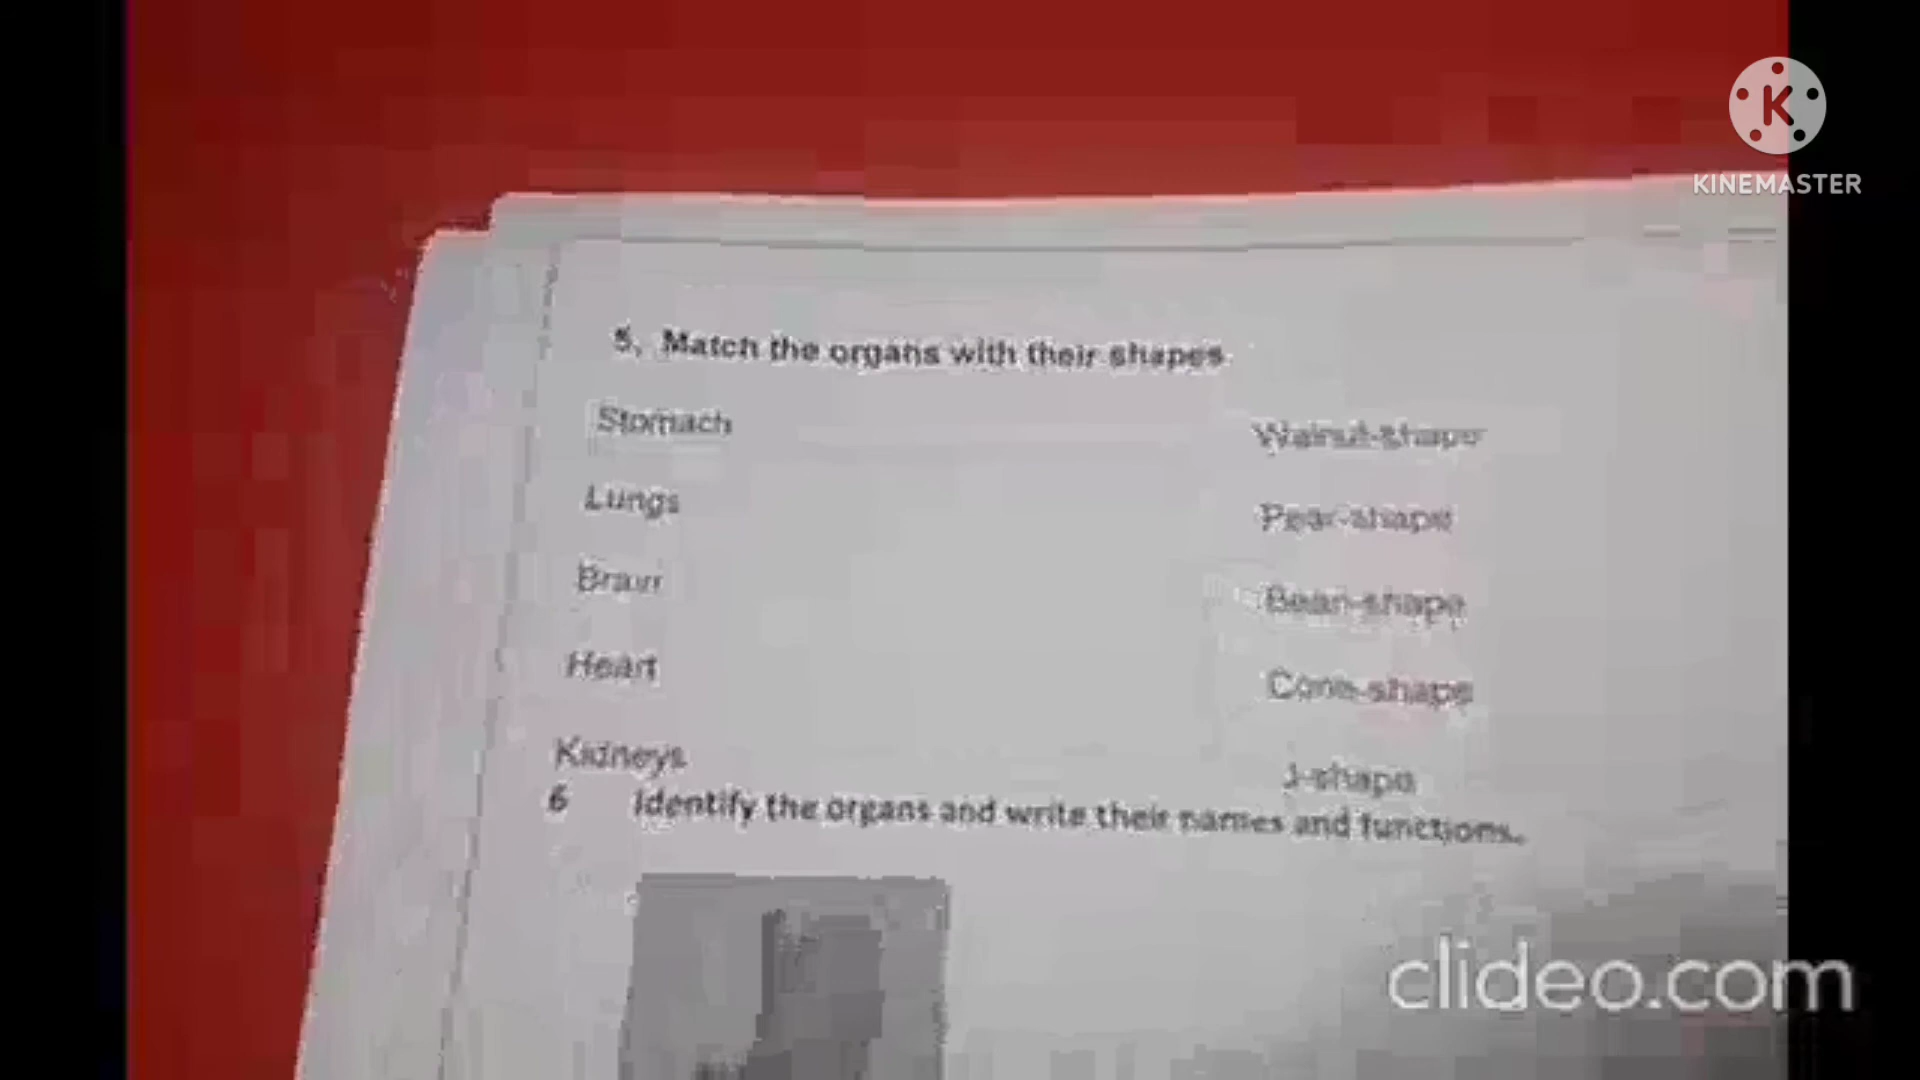 KINEMASTER
5, Match the organs with their shapes
Stomach Walnut-shape
Lungs Pear-shape
Brain Bean-shape
Heart Cone-shape
Kidneys J-shape
6 Identify the organs and write their names and functions.
clideo.com